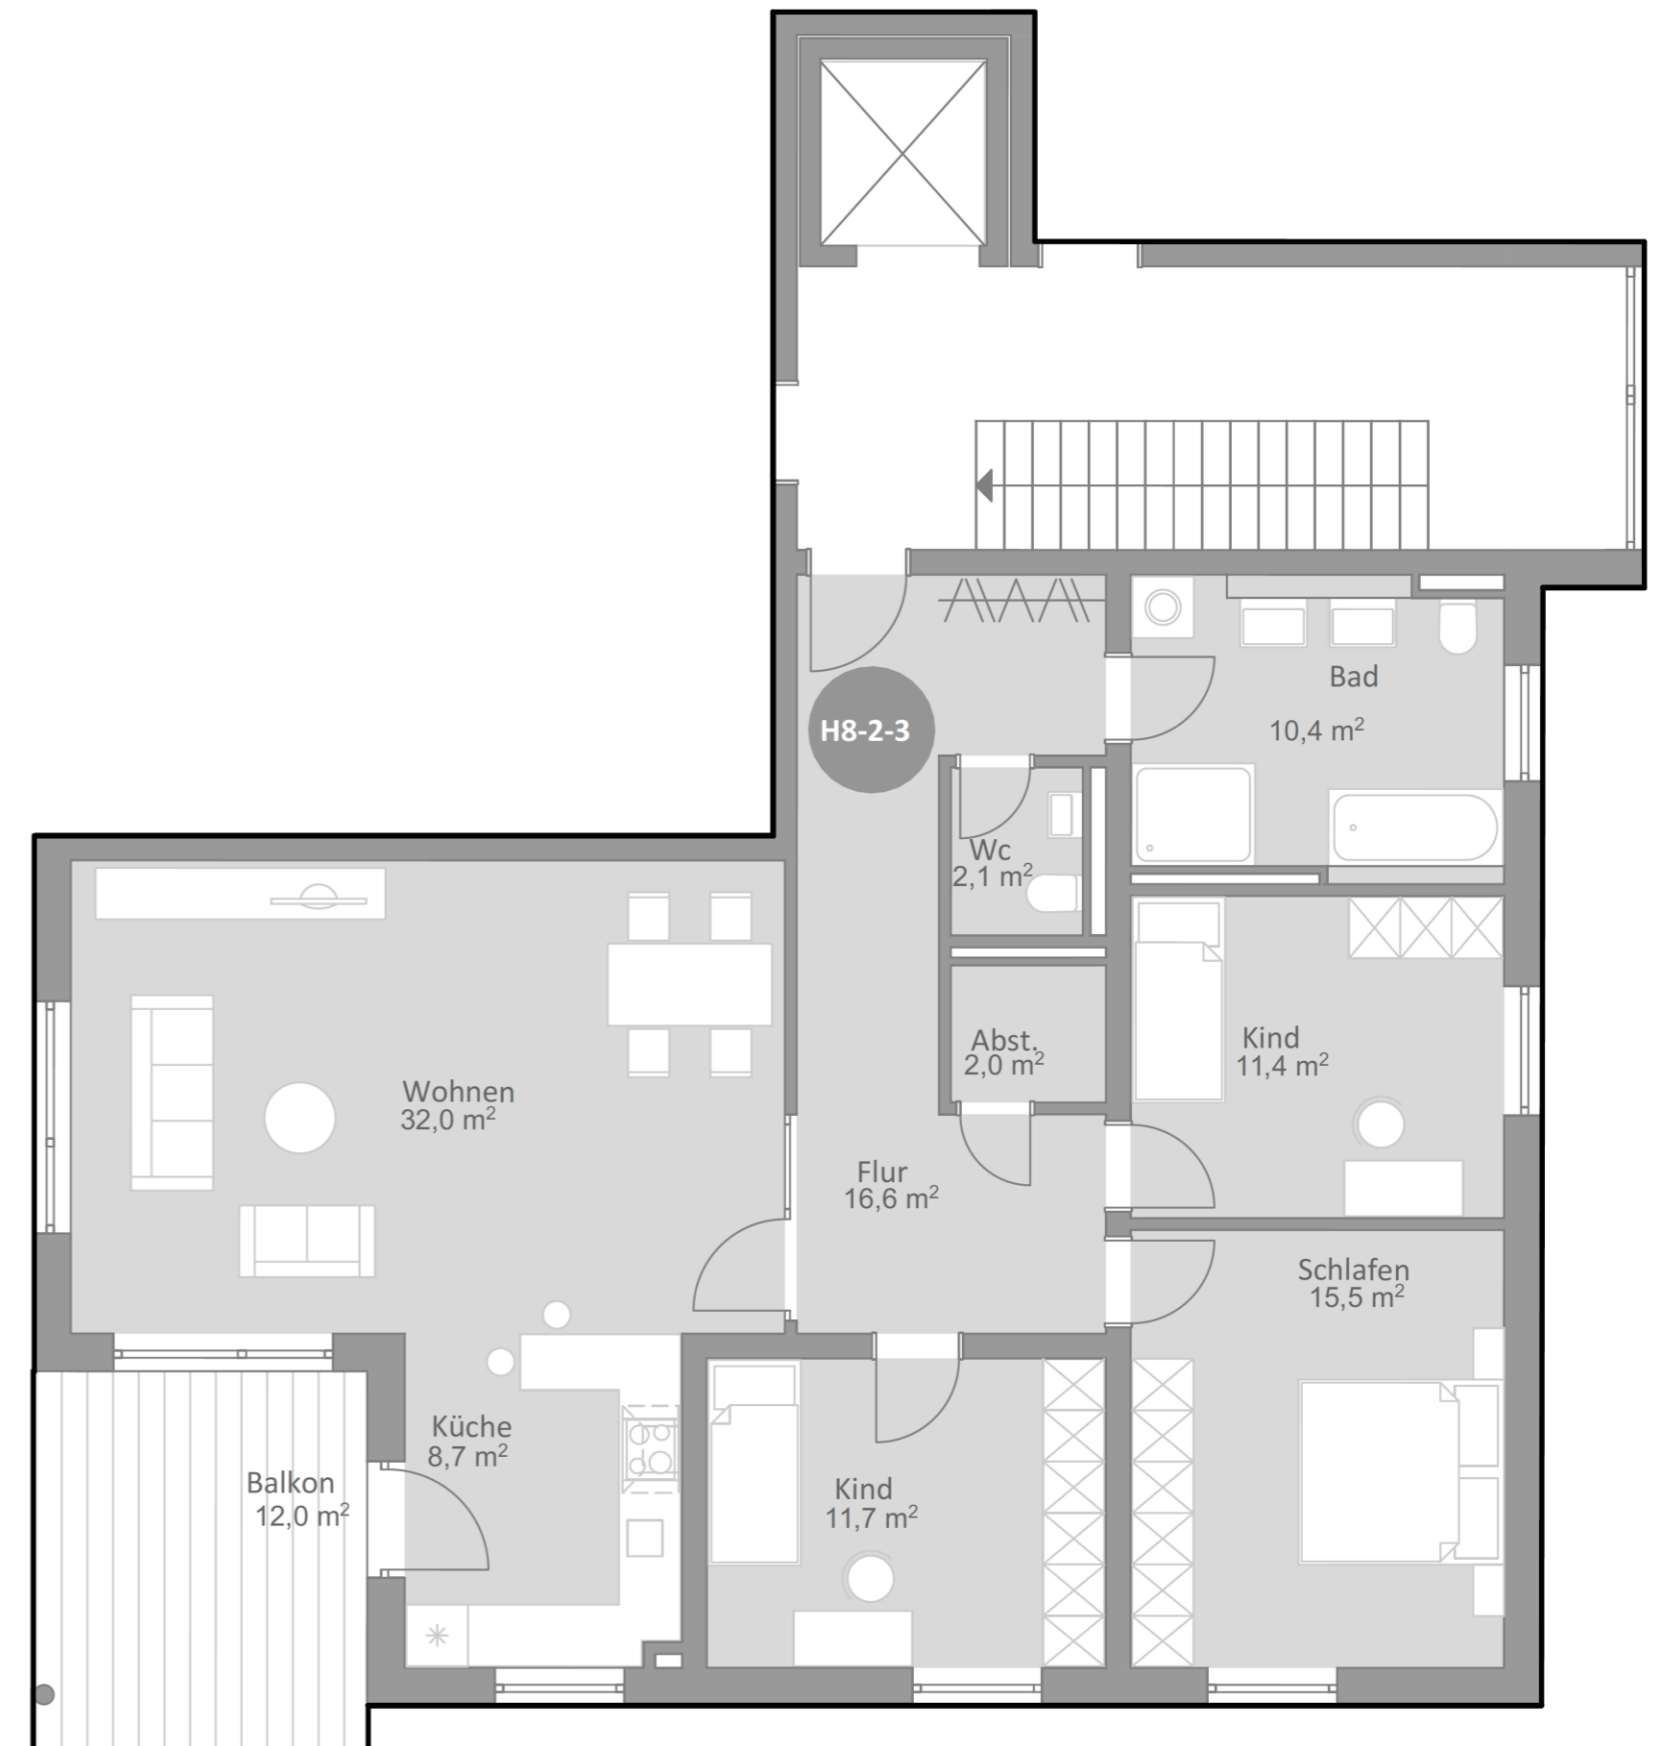 Bad
10,4 m²
H8-2-3
Wc
2,1 m²
Abst.
2,0 m²
Kind
11,4 m²
Wohnen
32,0 m²
Flur
16,6 m²
Schlafen
15,5 m²
Küche
8,7 m²
Balkon
12,0 m²
Kind
11,7 m²